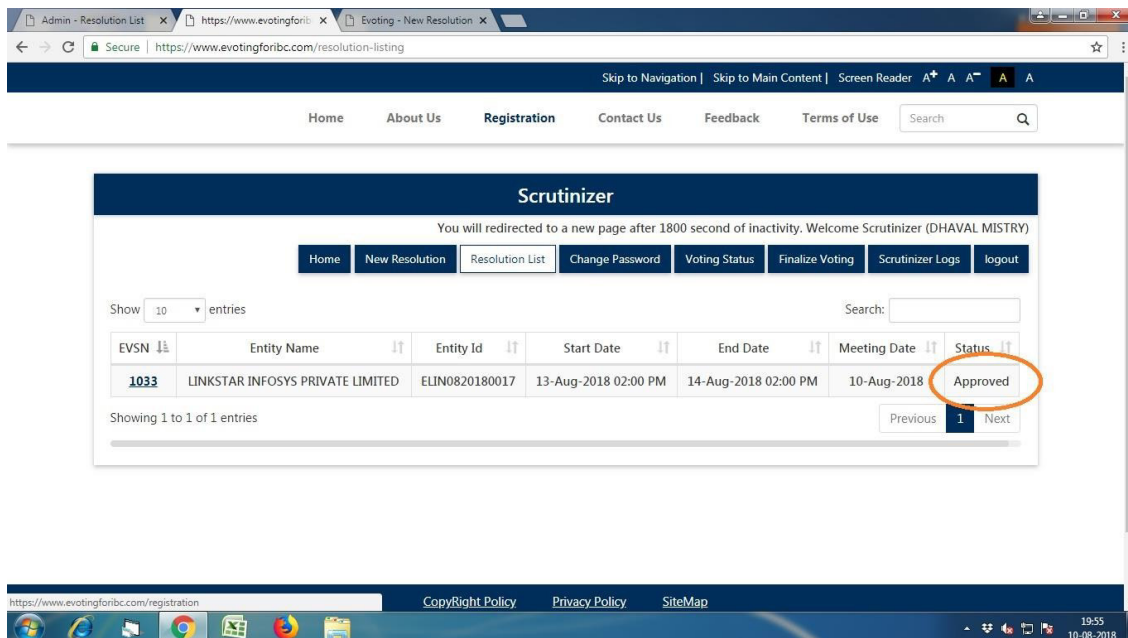 Admin - Resolution List
https://www.evotingforib
Evoting - New Resolution
Secure | https://www.evotingforibc.com/resolution-listing
Skip to Navigation | Skip to Main Content | Screen Reader A+ A A- A A
Home About Us Registration Contact Us Feedback Terms of Use Search
Scrutinizer
You will redirected to a new page after 1800 second of inactivity. Welcome Scrutinizer (DHAVAL MISTRY)
Home New Resolution Resolution List Change Password Voting Status Finalize Voting Scrutinizer Logs logout
Show 10 entries Search:
EVSN Entity Name Entity Id Start Date End Date Meeting Date Status
1033 LINKSTAR INFOSYS PRIVATE LIMITED ELIN0820180017 13-Aug-2018 02:00 PM 14-Aug-2018 02:00 PM 10-Aug-2018 Approved
Showing 1 to 1 of 1 entries Previous 1 Next
https://www.evotingforibc.com/registration CopyRight Policy Privacy Policy SiteMap
19:55
10-08-2018